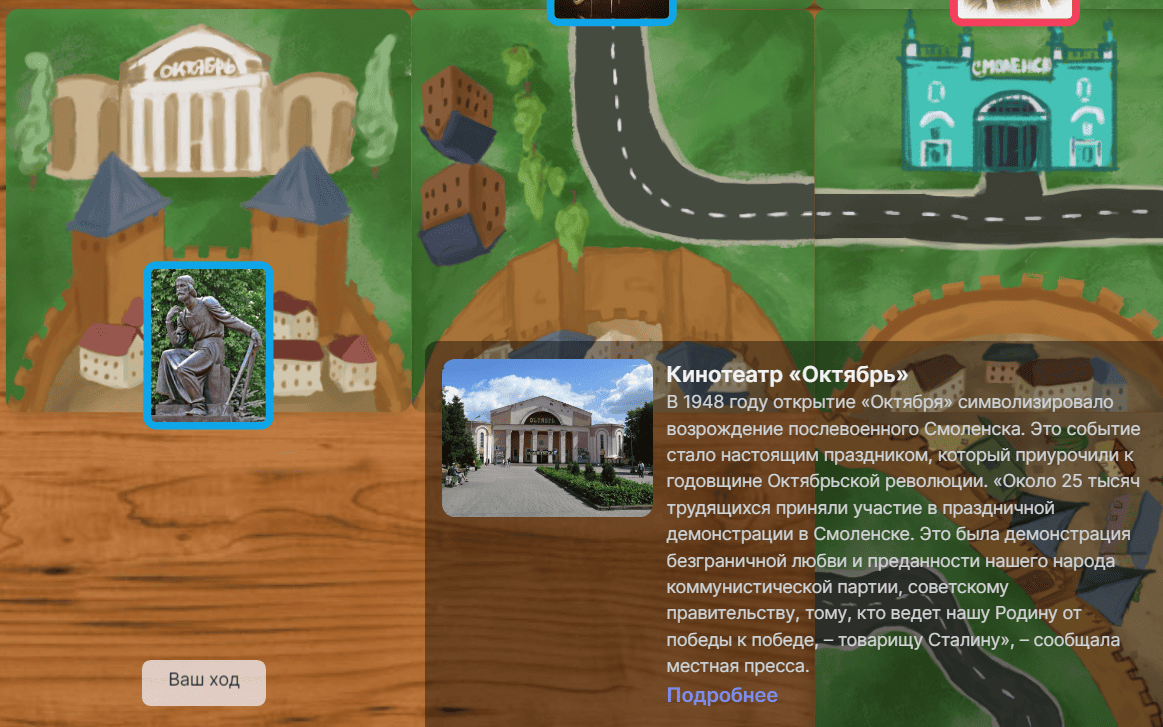 ОКТЯБРЬ
СМОЛЕНСК
ОКТЯБРЬ
Кинотеатр «Октябрь»
В 1948 году открытие «Октября» символизировало
возрождение послевоенного Смоленска. Это событие
стало настоящим праздником, который приурочили к
годовщине Октябрьской революции. «Около 25 тысяч
трудящихся приняли участие в праздничной
демонстрации в Смоленске. Это была демонстрация
безграничной любви и преданности нашего народа
коммунистической партии, советскому
правительству, тому, кто ведет нашу Родину от
победы к победе, – товарищу Сталину», – сообщала
местная пресса.
Подробнее
Ваш ход